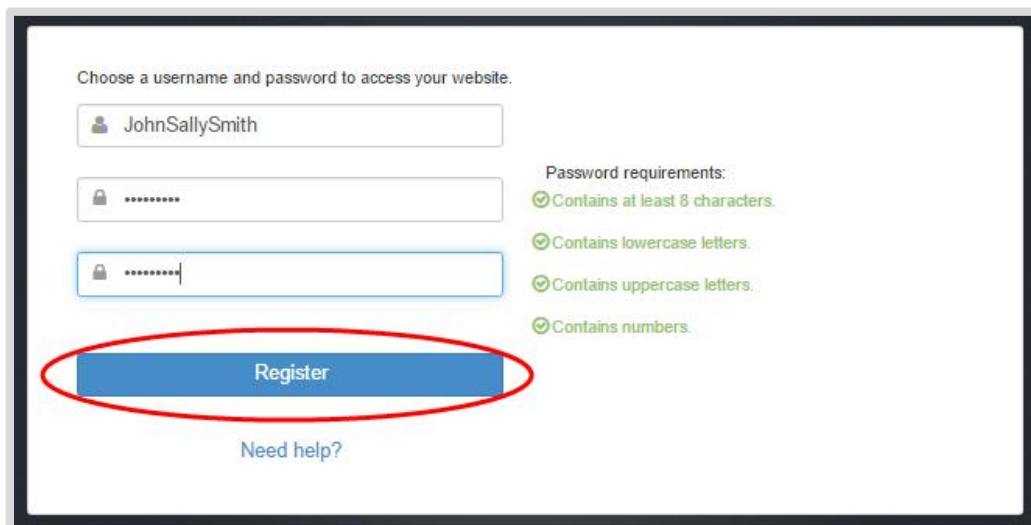 Choose a username and password to access your website.
JohnSallySmith
•••••••••
•••••••••
Password requirements:
Contains at least 8 characters.
Contains lowercase letters.
Contains uppercase letters.
Contains numbers.
Register
Need help?